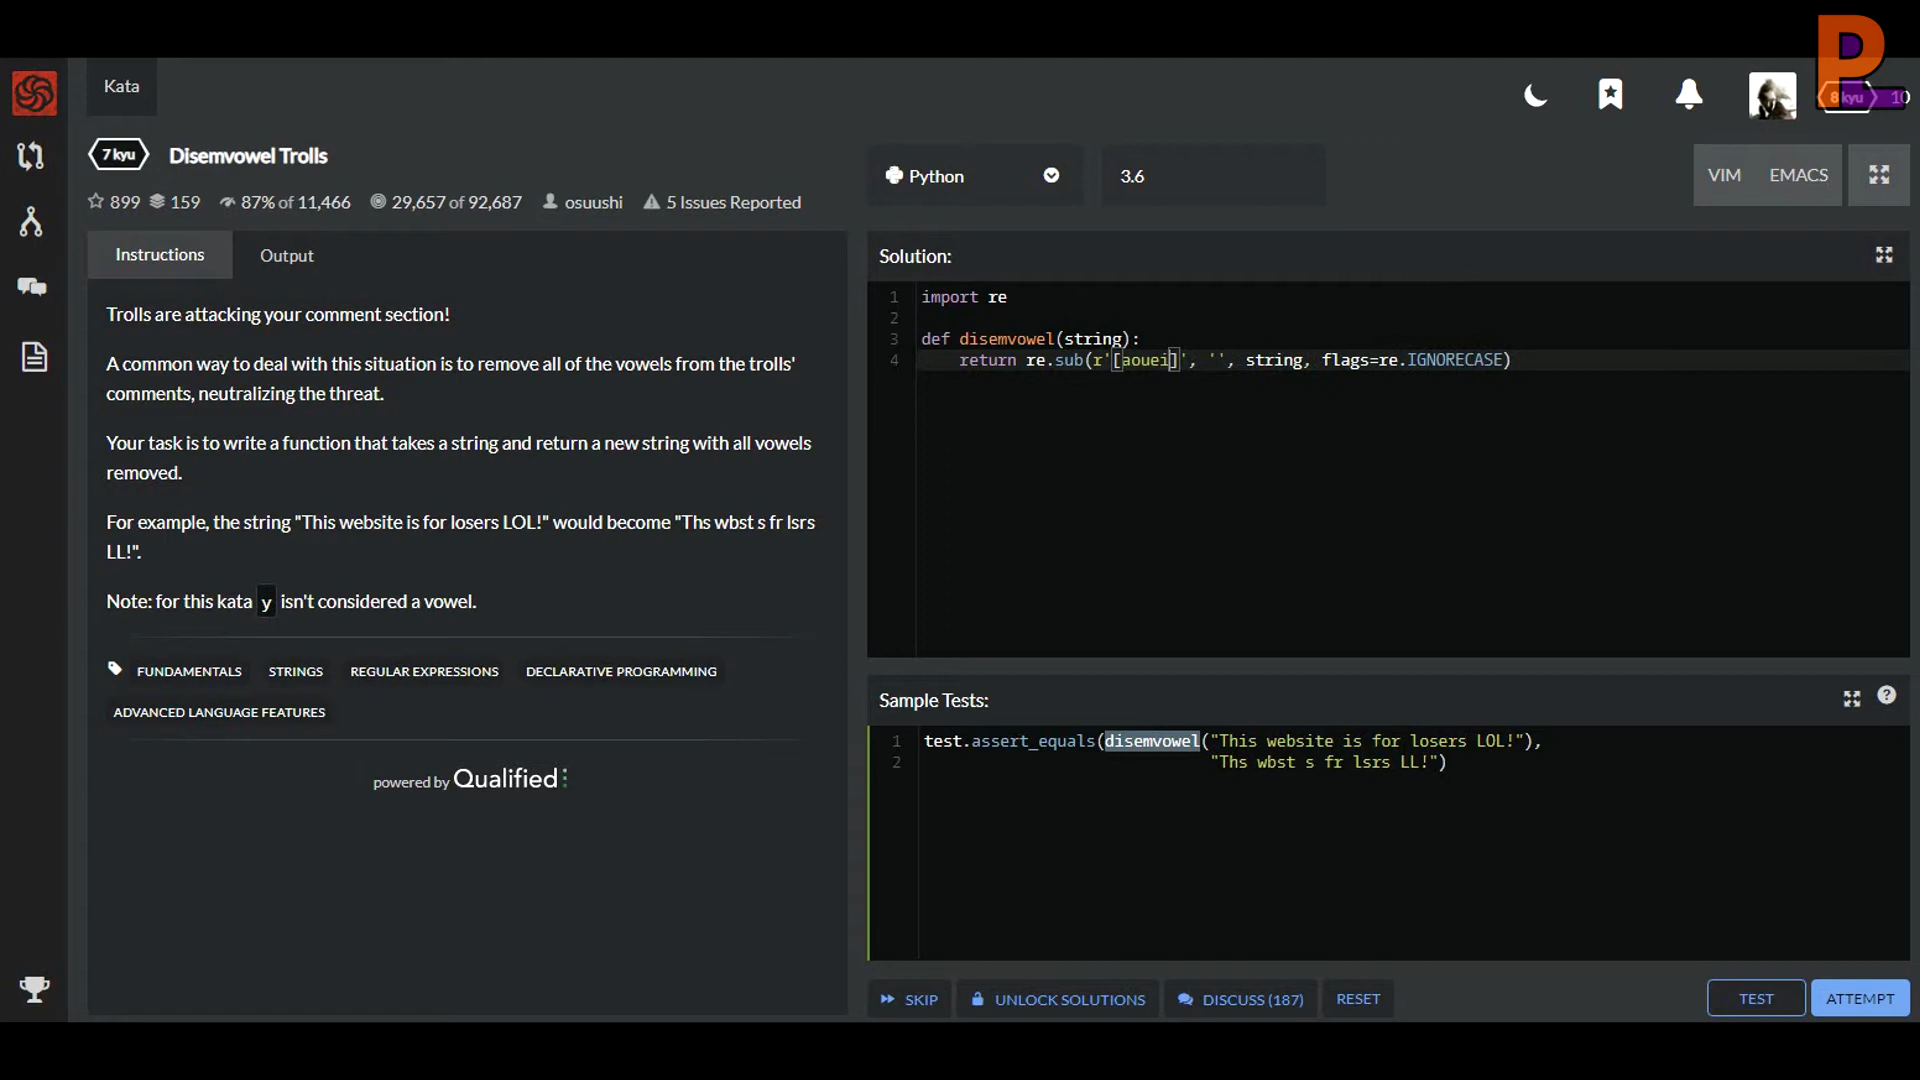 Kata
8 kyu 10
7 kyu Disemvowel Trolls
899 159 87% of 11,466 29,657 of 92,687 osuushi 5 Issues Reported
Python
3.6
VIM EMACS
Instructions Output
Trolls are attacking your comment section!
A common way to deal with this situation is to remove all of the vowels from the trolls'
comments, neutralizing the threat.
Your task is to write a function that takes a string and return a new string with all vowels
removed.
For example, the string "This website is for losers LOL!" would become "Ths wbst s fr lsrs
LL!".
Note: for this kata y isn't considered a vowel.
FUNDAMENTALS STRINGS REGULAR EXPRESSIONS DECLARATIVE PROGRAMMING
ADVANCED LANGUAGE FEATURES
powered by Qualified
Solution:
1 import re
2
3 def disemvowel(string):
4 return re.sub(r'[aouei]', '', string, flags=re.IGNORECASE)
Sample Tests:
1 test.assert_equals(disemvowel("This website is for losers LOL!"),
2 "Ths wbst s fr lsrs LL!")
SKIP UNLOCK SOLUTIONS DISCUSS (187) RESET TEST ATTEMPT